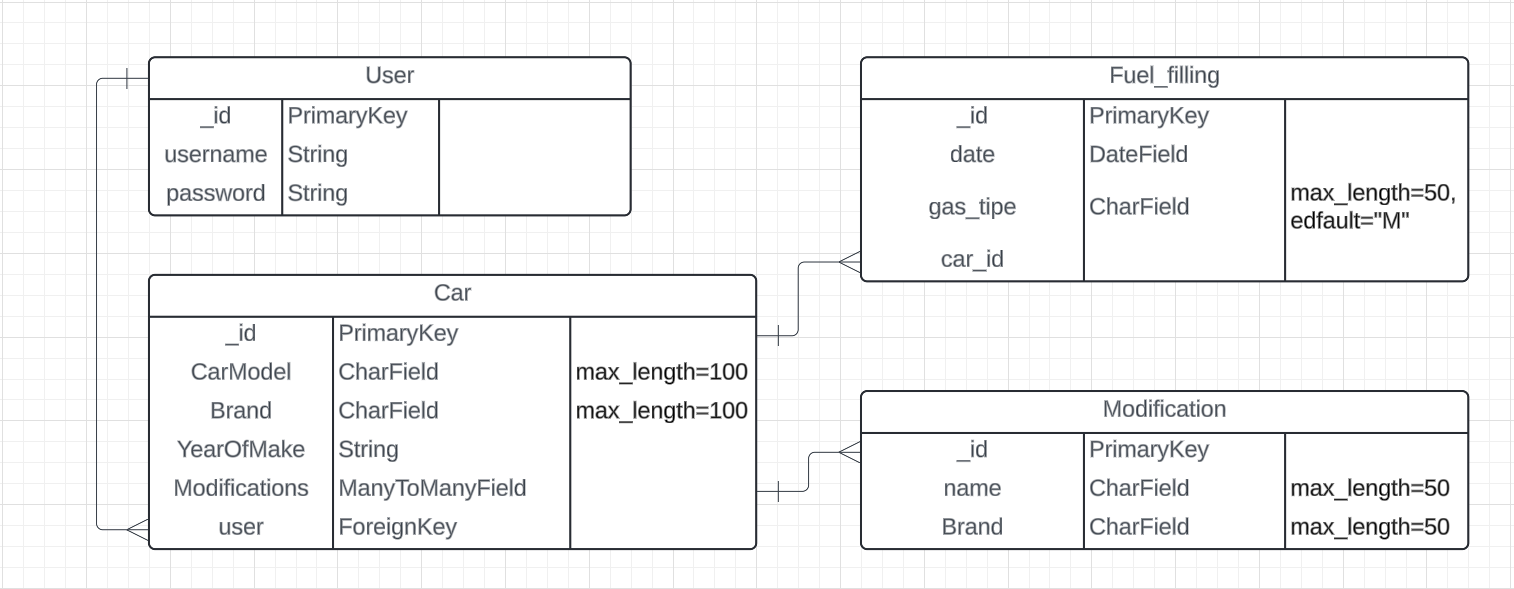 User
_id PrimaryKey
username String
password String
Fuel_filling
_id PrimaryKey
date DateField
gas_tipe CharField max_length=50,
edfault="M"
car_id
Car
_id PrimaryKey
CarModel CharField max_length=100
Brand CharField max_length=100
YearOfMake String
Modifications ManyToManyField
user ForeignKey
Modification
_id PrimaryKey
name CharField max_length=50
Brand CharField max_length=50